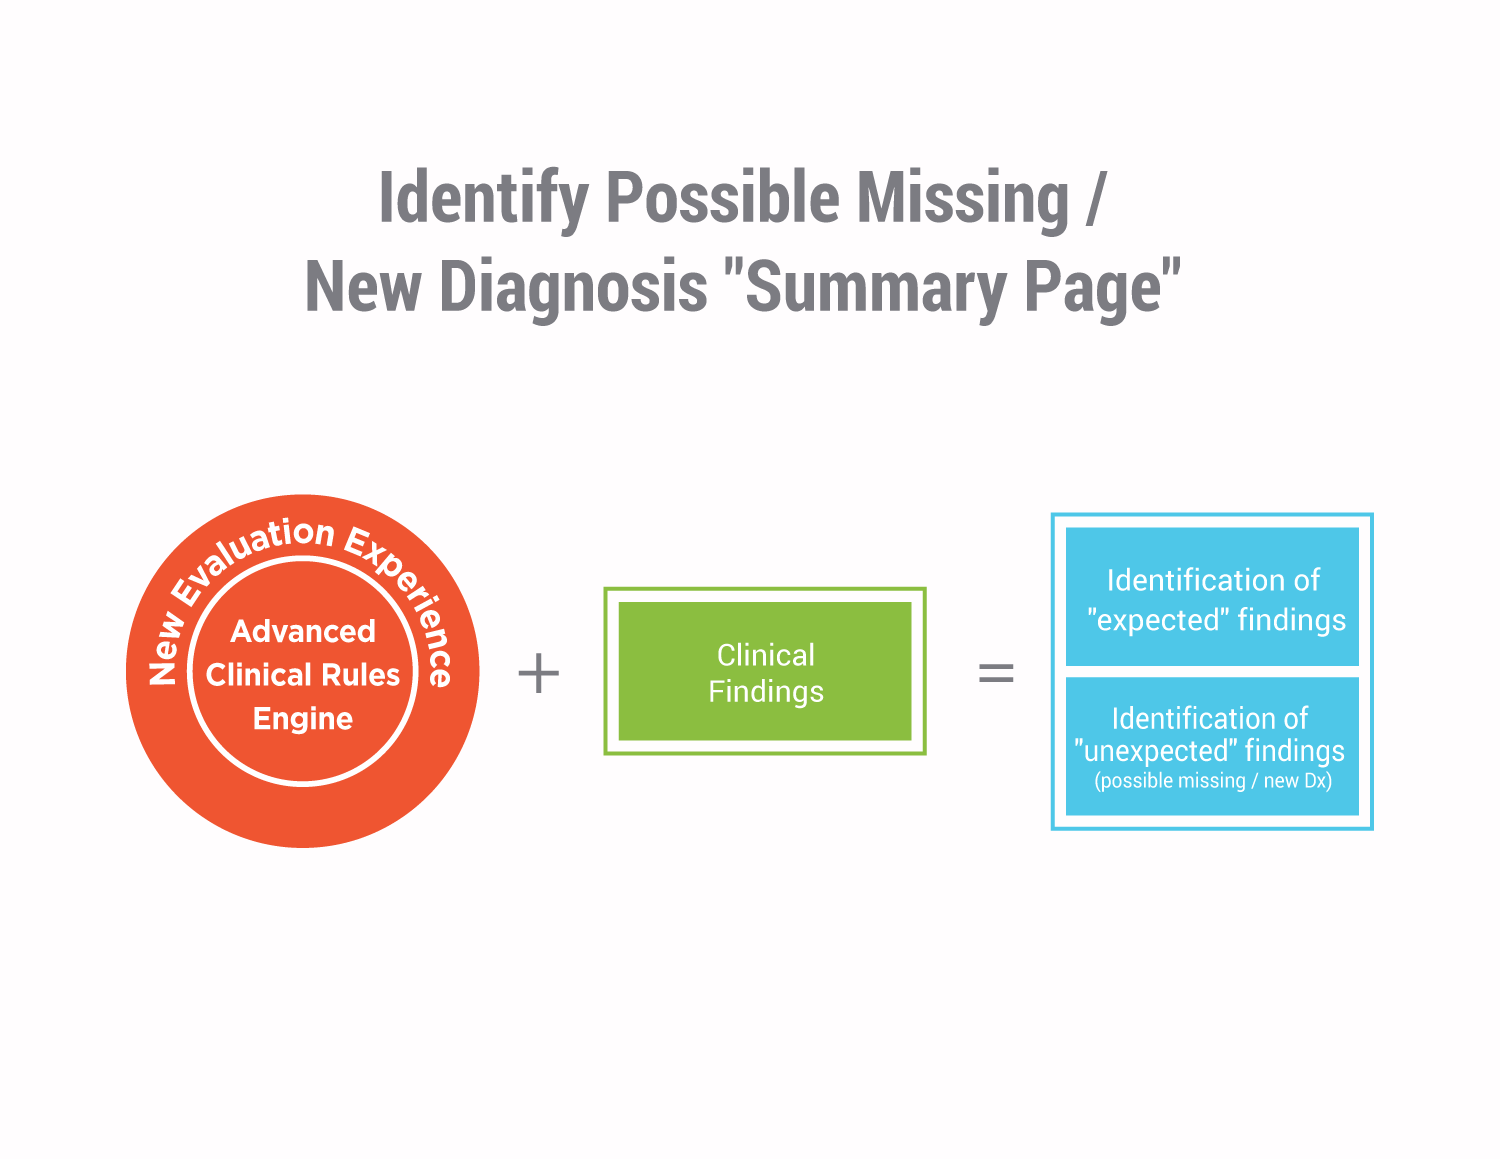 Identify Possible Missing /
New Diagnosis "Summary Page"
New Evaluation Experience
Advanced
Clinical Rules
Engine
+
Clinical
Findings
=
Identification of
"expected" findings
Identification of
"unexpected" findings
(possible missing / new Dx)